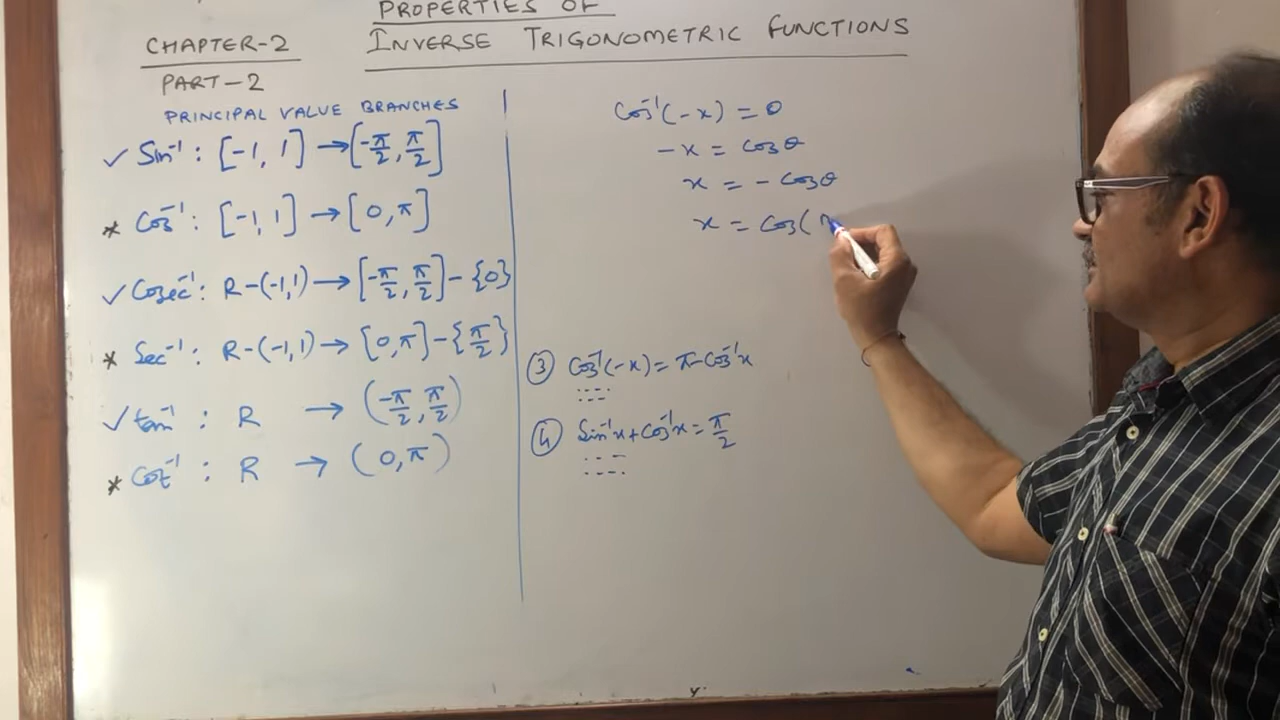 PROPERTIES OF
INVERSE TRIGONOMETRIC FUNCTIONS
CHAPTER-2
PART-2
PRINCIPAL VALUE BRANCHES
✓ Sin⁻¹ : [-1, 1] → [-π/2, π/2]
* Cos⁻¹ : [-1, 1] → [0, π]
✓ Cosec⁻¹ : R-(-1,1) → [-π/2, π/2] - {0}
* Sec⁻¹ : R-(-1,1) → [0, π] - {π/2}
✓ tan⁻¹ : R → (-π/2, π/2)
* Cot⁻¹ : R → (0, π)
Cos⁻¹(-x) = θ
-x = Cosθ
x = - Cosθ
x = Cos(π
③ Cos⁻¹(-x) = π - Cos⁻¹x
④ Sin⁻¹x + Cos⁻¹x = π/2